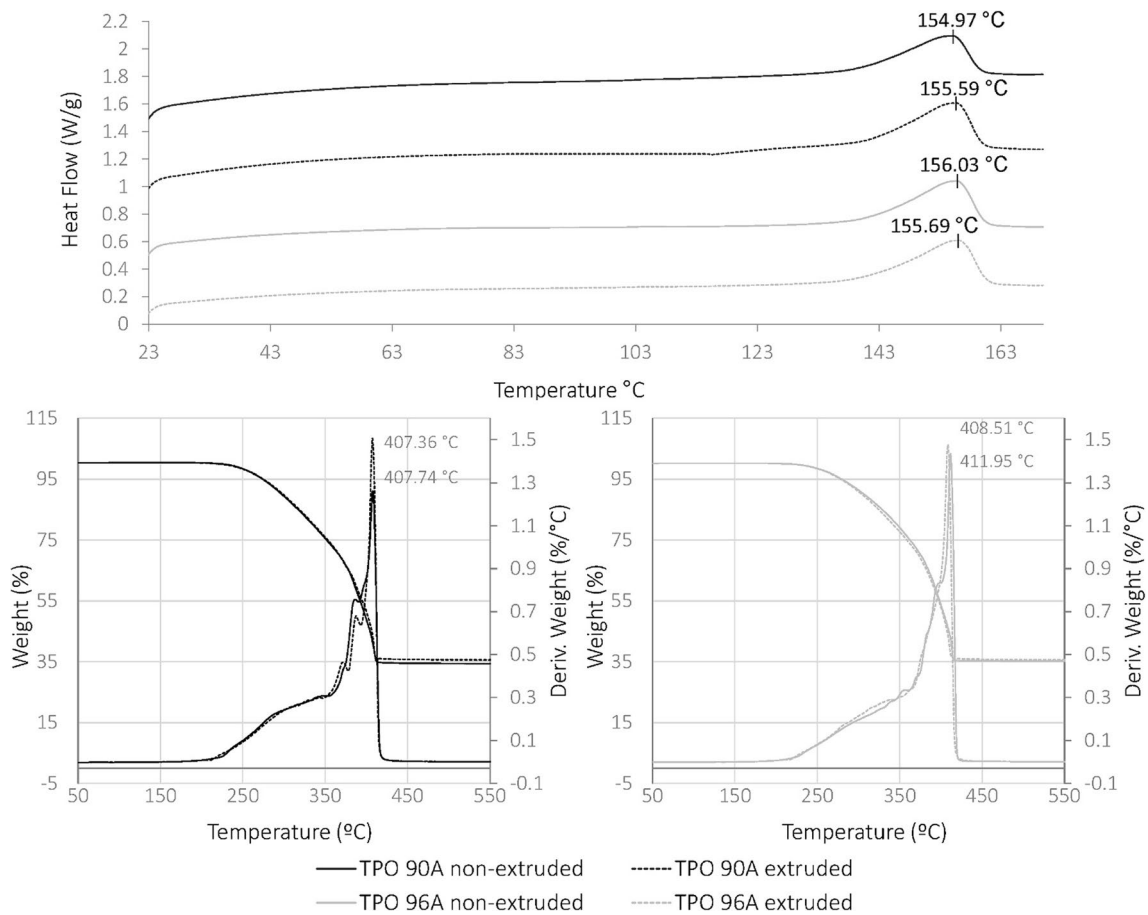 Heat Flow (W/g)
2.2
2
1.8
1.6
1.4
1.2
1
0.8
0.6
0.4
0.2
0
154.97 °C
155.59 °C
156.03 °C
155.69 °C
23 43 63 83 103 123 143 163
Temperature °C
Weight (%)
115
95
75
55
35
15
-5
407.36 °C
407.74 °C
1.5
1.3
1.1
0.9
0.7
0.5
0.3
0.1
-0.1
Deriv. Weight (%/°C)
50 150 250 350 450 550
Temperature (ºC)
Weight (%)
115
95
75
55
35
15
-5
408.51 °C
411.95 °C
1.5
1.3
1.1
0.9
0.7
0.5
0.3
0.1
-0.1
Deriv. Weight (%/°C)
50 150 250 350 450 550
Temperature (ºC)
TPO 90A non-extruded TPO 90A extruded
TPO 96A non-extruded TPO 96A extruded